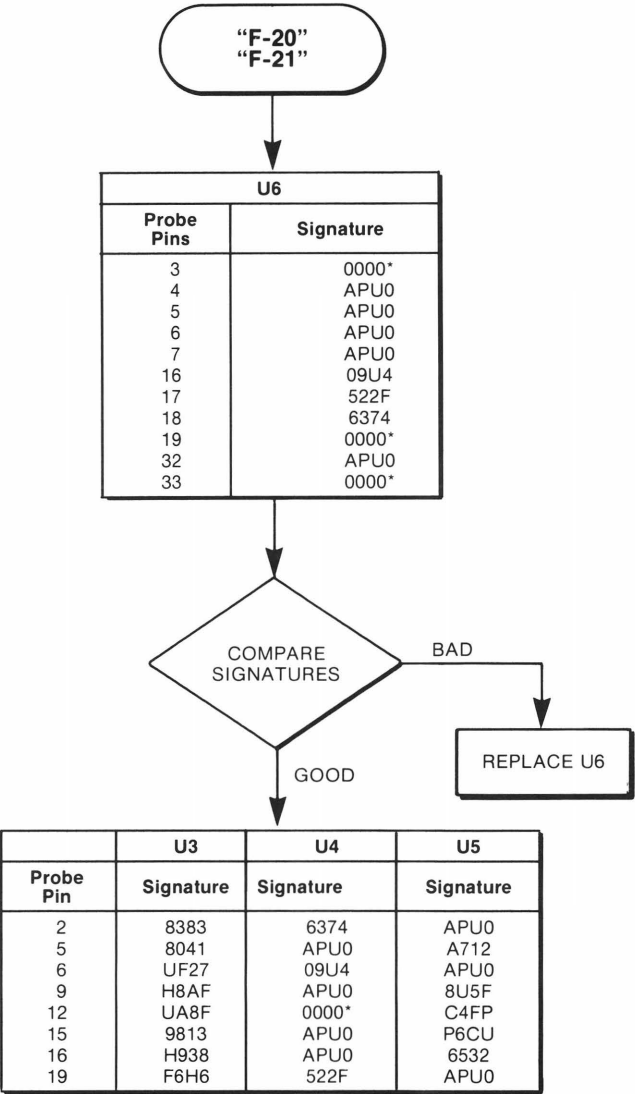 “F-20”
“F-21”
U6
Probe Pins Signature
3 0000*
4 APU0
5 APU0
6 APU0
7 APU0
16 09U4
17 522F
18 6374
19 0000*
32 APU0
33 0000*
COMPARE
SIGNATURES
BAD
REPLACE U6
GOOD
U3 U4 U5
Probe Pin Signature Signature Signature
2 8383 6374 APU0
5 8041 APU0 A712
6 UF27 09U4 APU0
9 H8AF APU0 8U5F
12 UA8F 0000* C4FP
15 9813 APU0 P6CU
16 H938 APU0 6532
19 F6H6 522F APU0